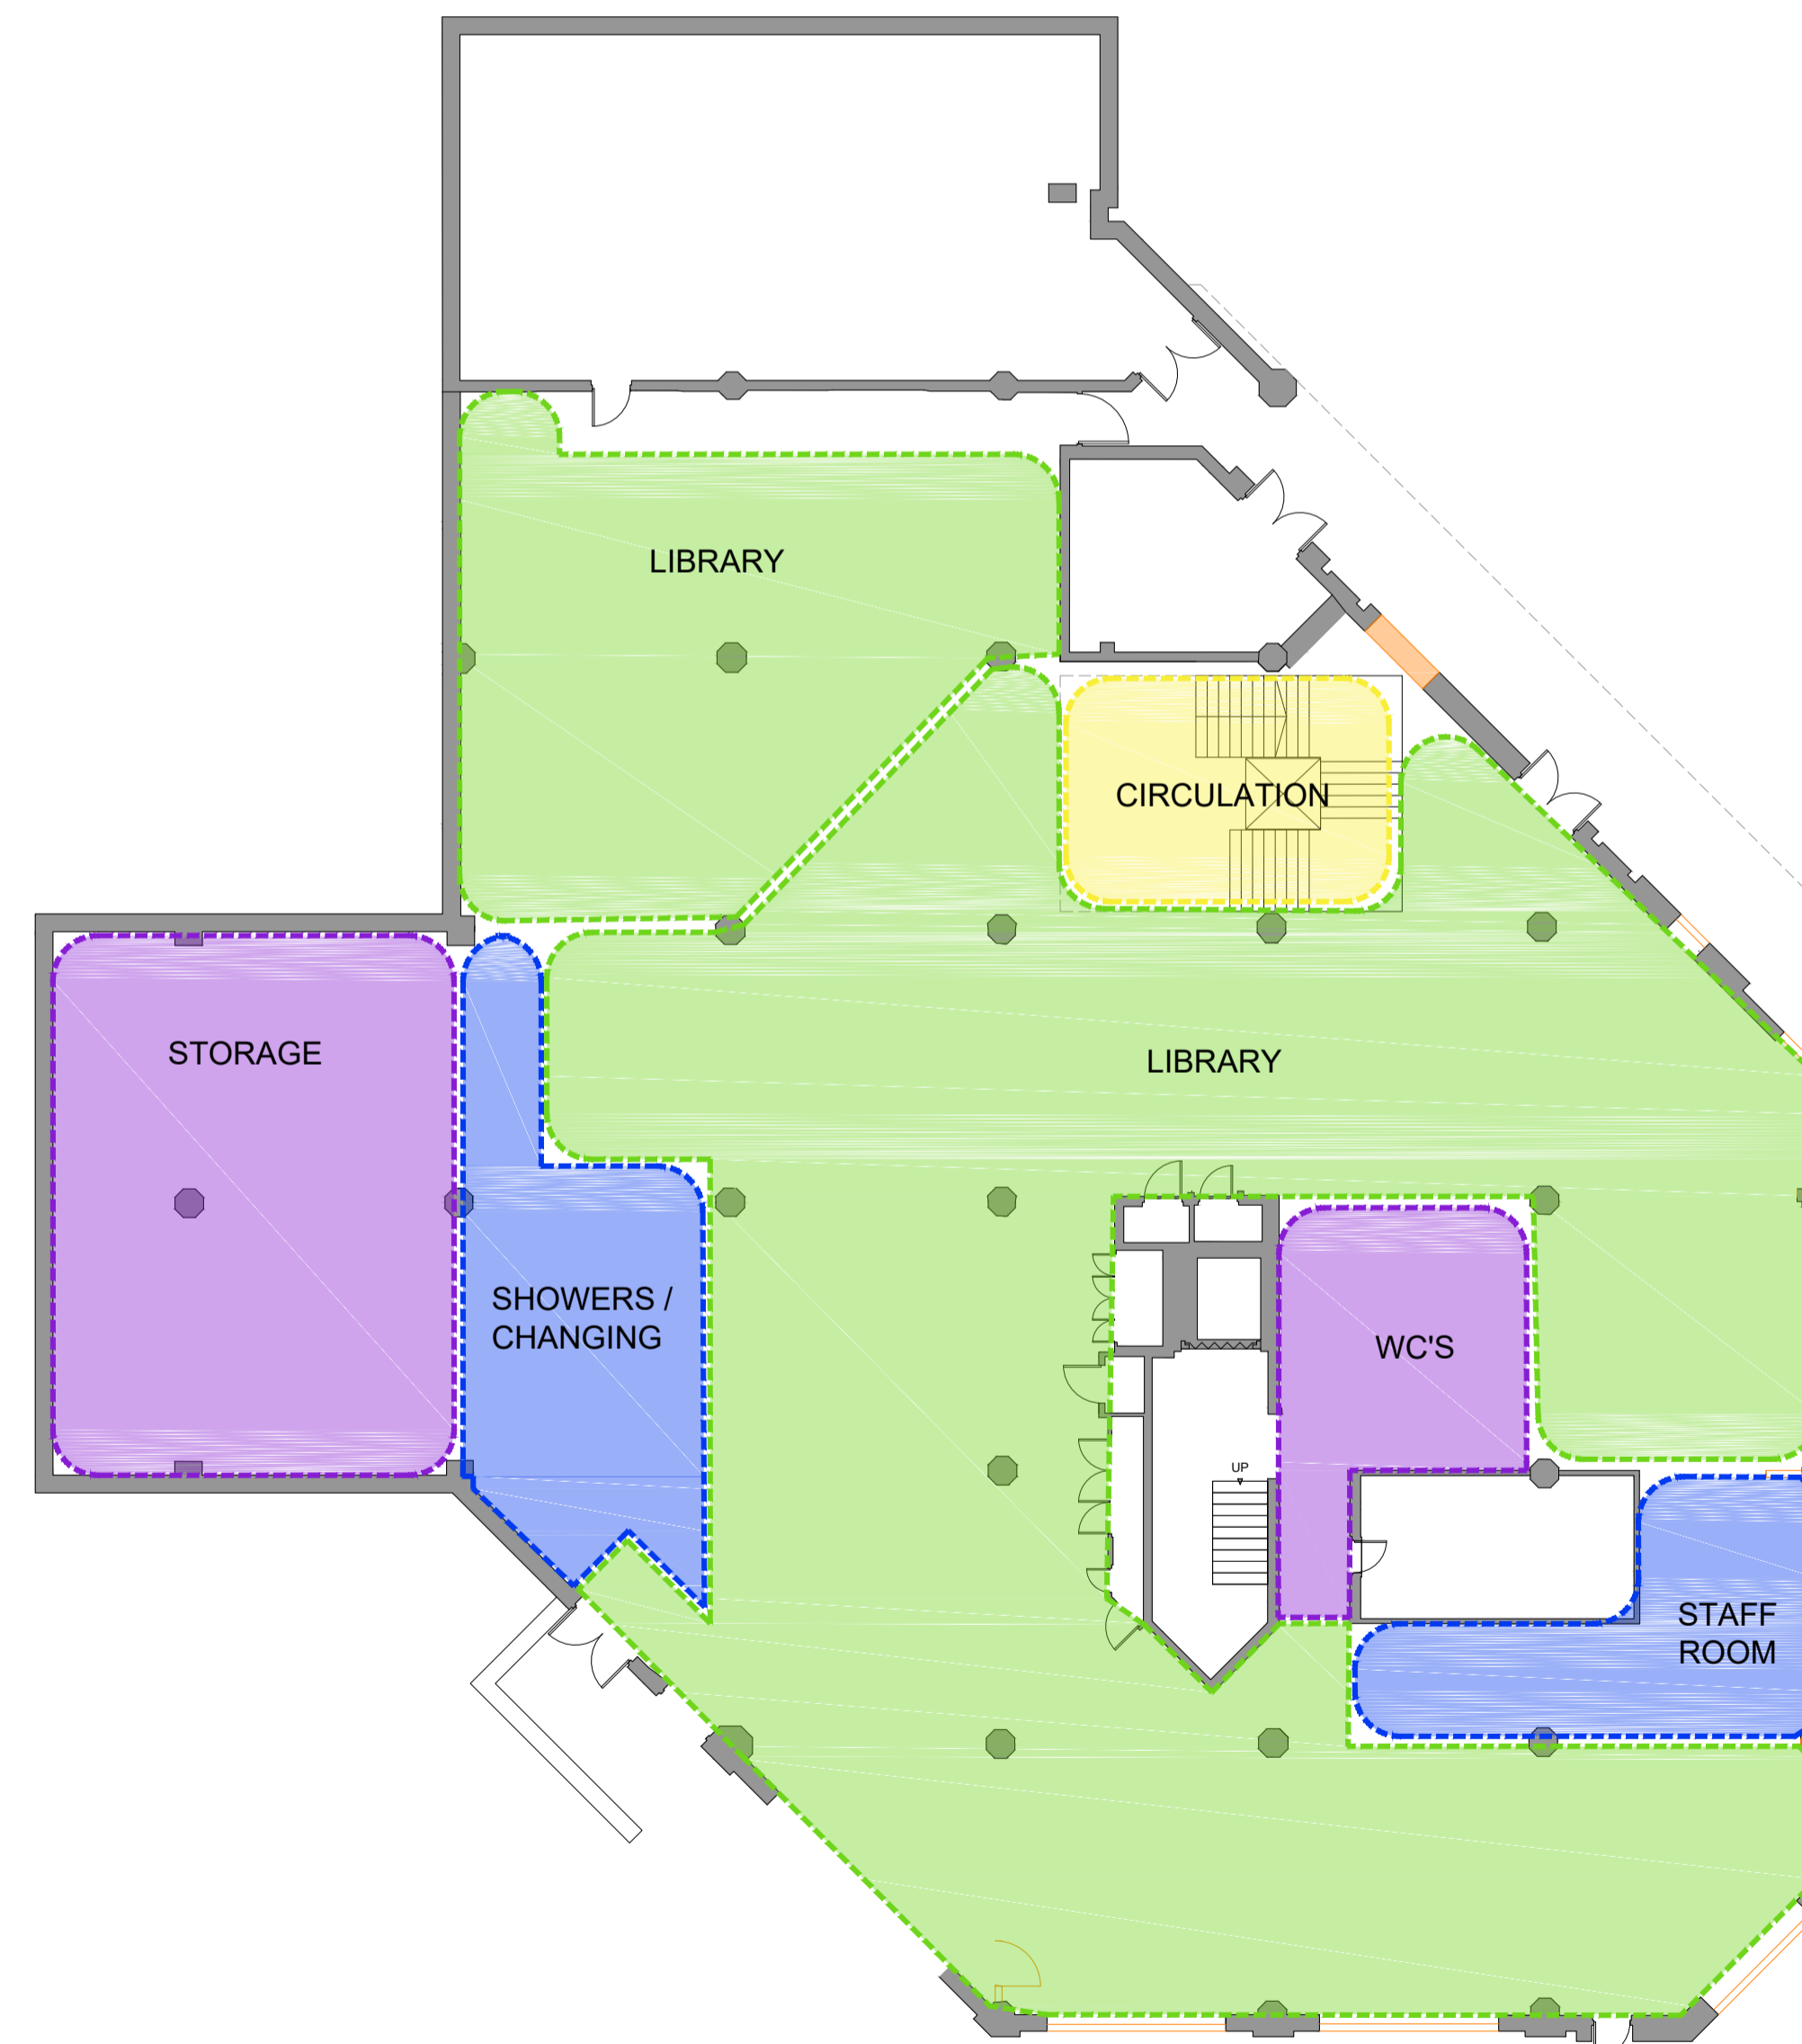 LIBRARY
CIRCULATION
STORAGE
LIBRARY
SHOWERS /
CHANGING
WC'S
UP
STAFF
ROOM